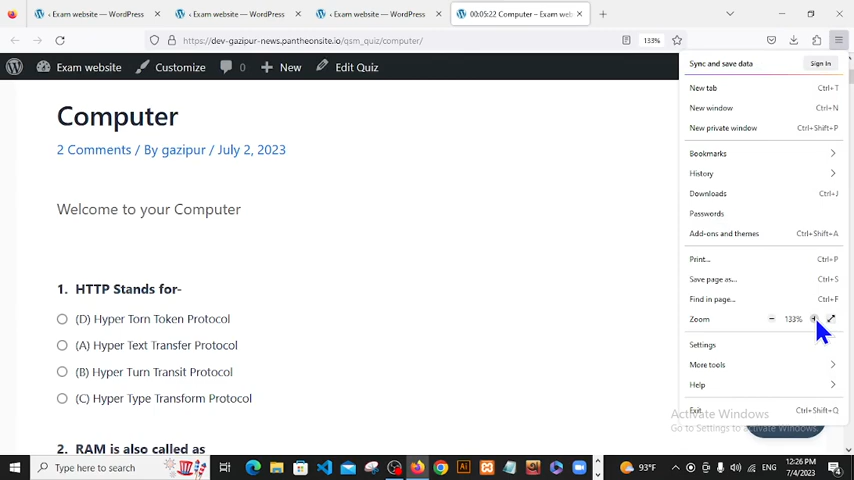 ‹ Exam website — WordPress
‹ Exam website — WordPress
‹ Exam website — WordPress
00:05:22 Computer – Exam web
https://dev-gazipur-news.pantheonsite.io/qsm_quiz/computer/
133%
Exam website
Customize
0
New
Edit Quiz
Computer
2 Comments / By gazipur / July 2, 2023
Welcome to your Computer
1. HTTP Stands for-
(D) Hyper Torn Token Protocol
(A) Hyper Text Transfer Protocol
(B) Hyper Turn Transit Protocol
(C) Hyper Type Transform Protocol
2. RAM is also called as
Sync and save data Sign In
New tab Ctrl+T
New window Ctrl+N
New private window Ctrl+Shift+P
Bookmarks
History
Downloads Ctrl+J
Passwords
Add-ons and themes Ctrl+Shift+A
Print... Ctrl+P
Save page as... Ctrl+S
Find in page... Ctrl+F
Zoom − 133% +
Settings
More tools
Help
Exit Ctrl+Shift+Q
Activate Windows
Go to Settings to activate Windows.
Type here to search
93°F
ENG
12:26 PM
7/4/2023
4